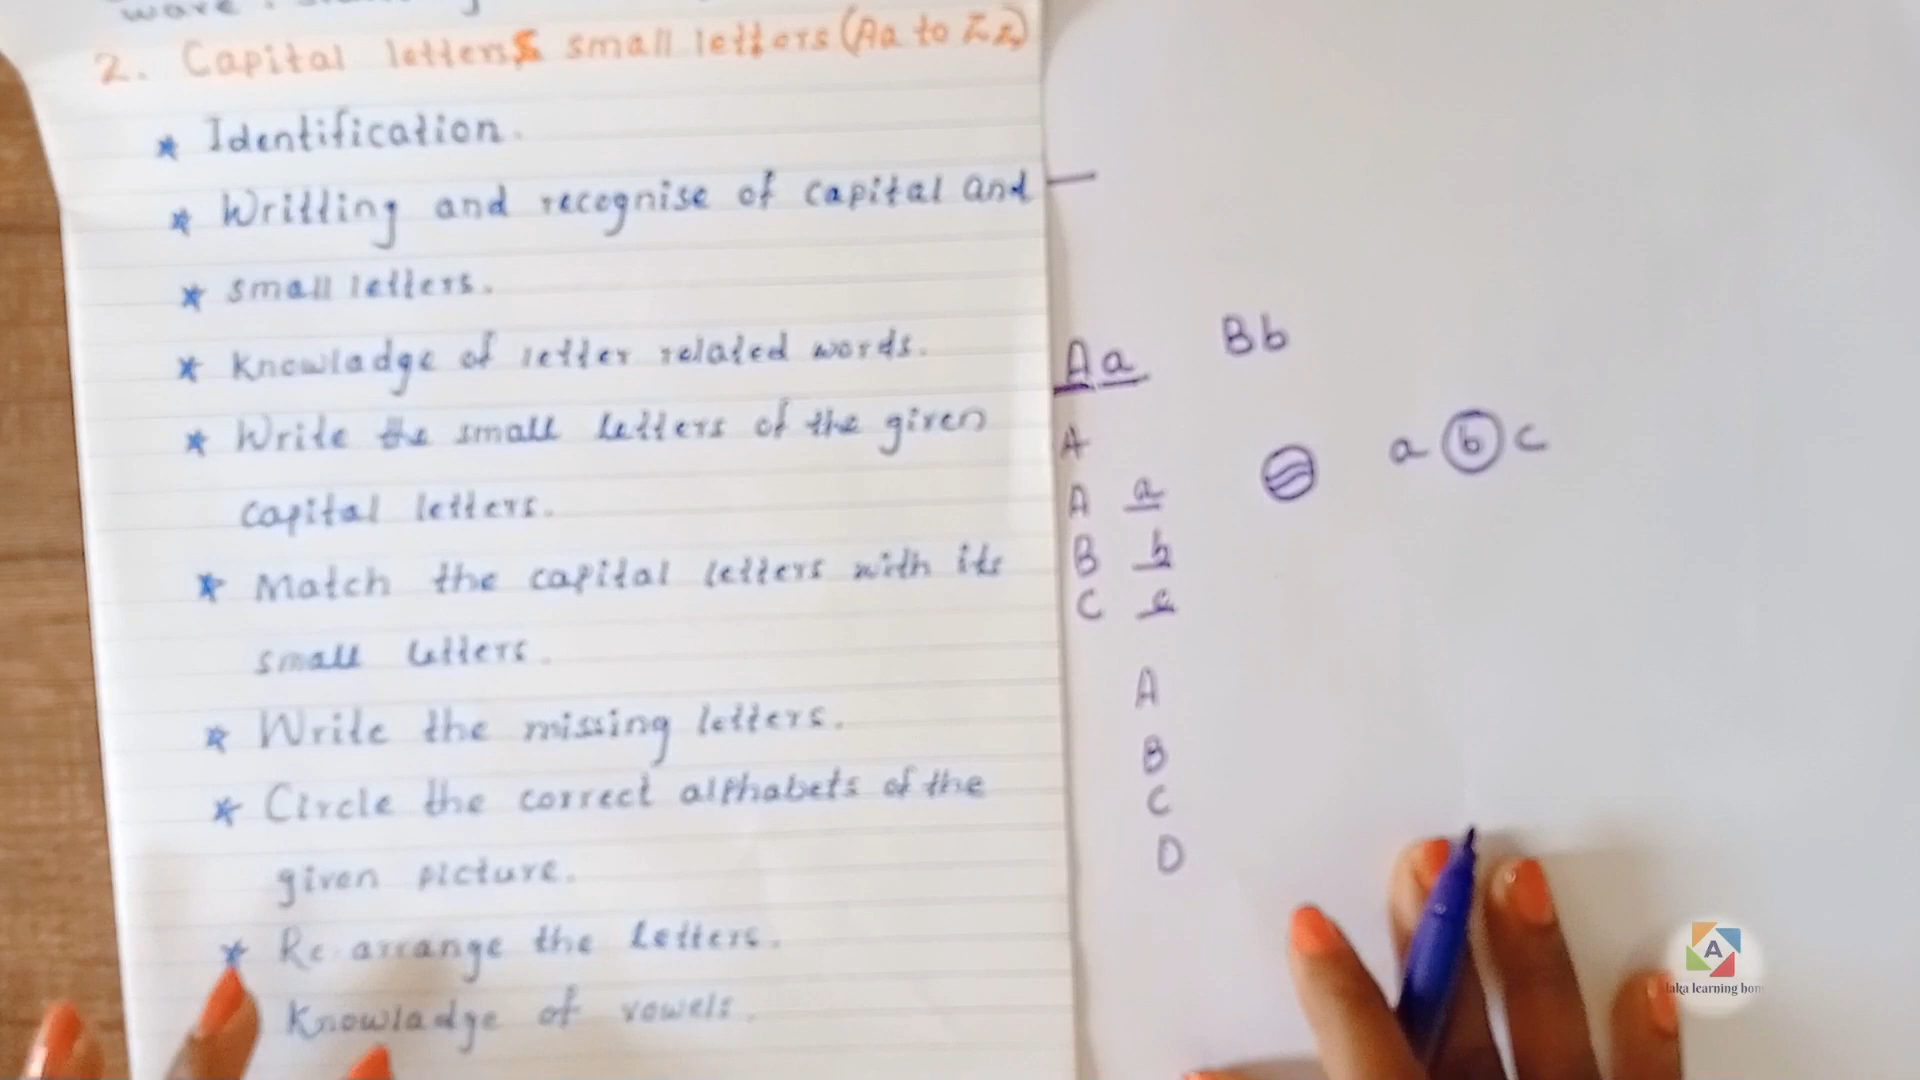 2. Capital letters small letters (Aa to Zz)
* Identification.
* Writting and recognise of capital and
* small letters.
* Knowladge of letter related words.
* Write the small letters of the given
capital letters.
* Match the capital letters with its
small letters.
* Write the missing letters.
* Circle the correct alphabets of the
given picture.
* Re-arrange the letters.
Knowladge of vowels.
Aa Bb
A
a b c
A a
B b
C c
A
B
C
D
A
learning